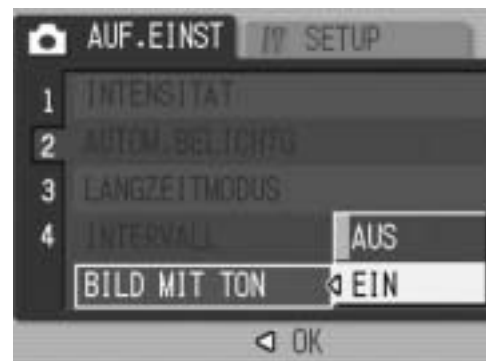 AUF.EINST SETUP
1 INTENSITAT
2 AUTOM.BELICHTG
3 LANGZEITMODUS
4 INTERVALL AUS
BILD MIT TON EIN
OK